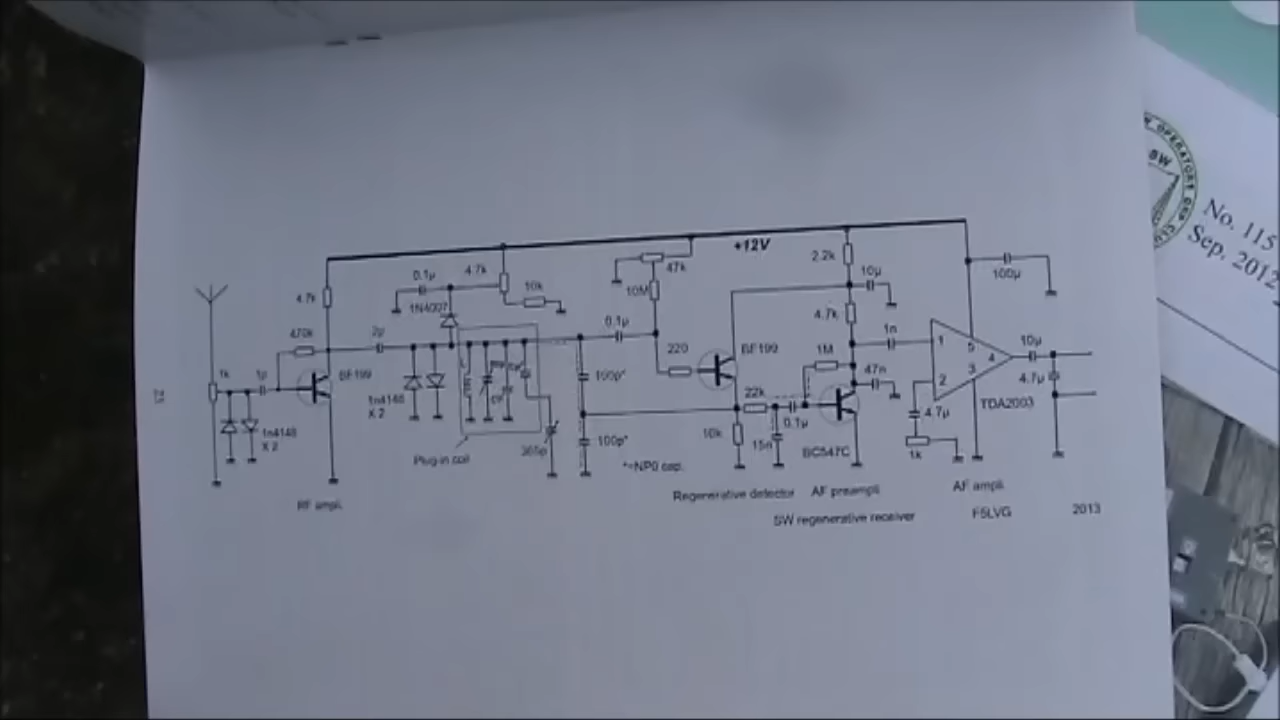 +12V
2.2k
10µ
100µ
0.1µ
4.7k
10k
47k
10M
4.7k
1N4007
4.7k
1n
10µ
470k
2p
0.1µ
220
BF199
1M
1
5
4
1k
BF199
100p*
47n
2
3
4.7µ
1n4148
X 2
22k
TDA2003
4.7µ
1n4148
X 2
0.1µ
10k
15n
BC547C
1k
Plug-in coil
365p
100p*
*=NP0 cap.
RF ampli.
Regenerative detector
AF preampli
AF ampli.
SW regenerative receiver
F5LVG
2013
No. 115
Sep. 2012